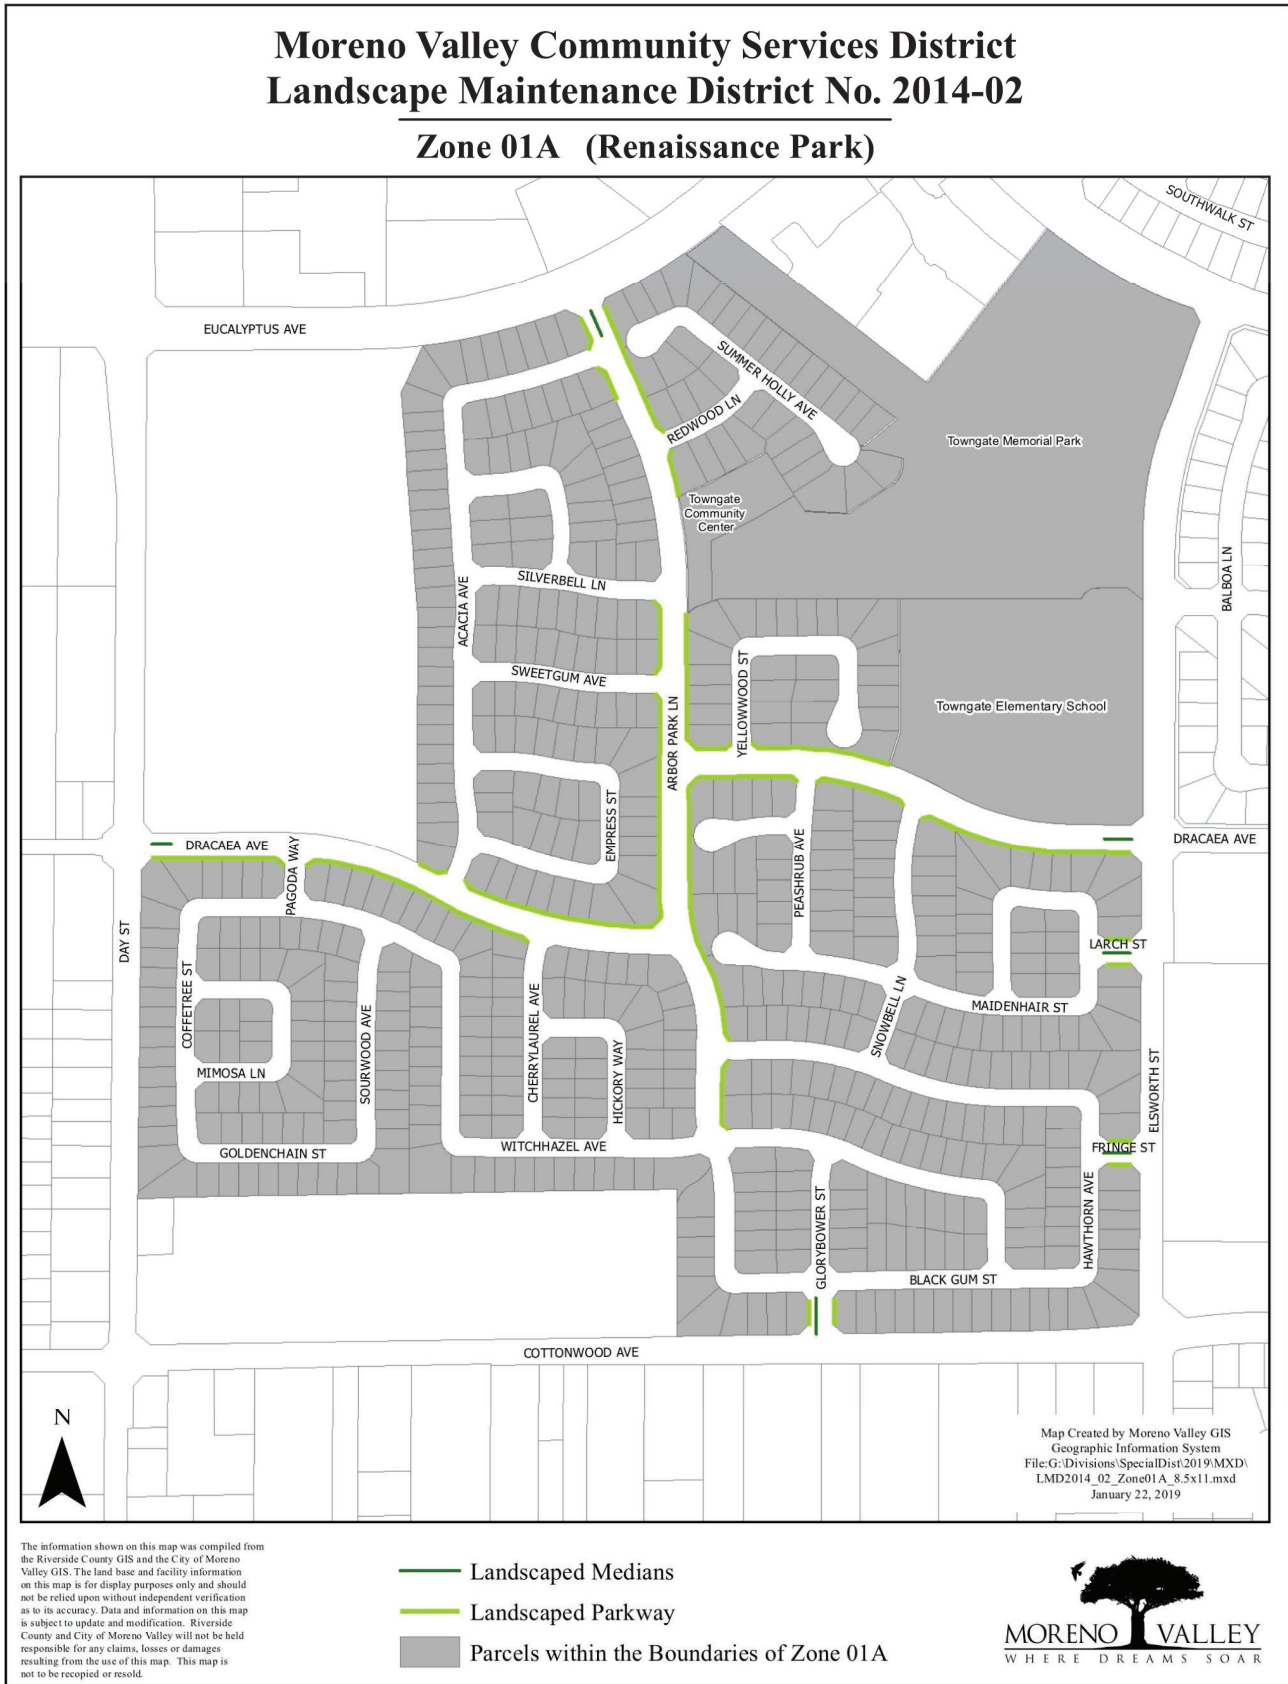 Moreno Valley Community Services District
Landscape Maintenance District No. 2014-02
Zone 01A (Renaissance Park)
SOUTHWALK ST
EUCALYPTUS AVE
SUMMER HOLLY AVE
REDWOOD LN
Towngate Memorial Park
Towngate
Community
Center
SILVERBELL LN
ACACIA AVE
BALBOA LN
SWEETGUM AVE
YELLOWWOOD ST
ARBOR PARK LN
Towngate Elementary School
EMPRESS ST
DRACAEA AVE
PAGODA WAY
PEASHRUB AVE
DRACAEA AVE
DAY ST
LARCH ST
COFFETREE ST
CHERRYLAUREL AVE
SNOWBELL LN
MAIDENHAIR ST
SOURWOOD AVE
HICKORY WAY
MIMOSA LN
ELSWORTH ST
GOLDENCHAIN ST
WITCHHAZEL AVE
FRINGE ST
GLORYBOWER ST
HAWTHORN AVE
BLACK GUM ST
COTTONWOOD AVE
N
Map Created by Moreno Valley GIS
Geographic Information System
File:G:\Divisions\SpecialDist\2019\MXD\
LMD2014_02_Zone01A_8.5x11.mxd
January 22, 2019
The information shown on this map was compiled from
the Riverside County GIS and the City of Moreno
Valley GIS. The land base and facility information
on this map is for display purposes only and should
not be relied upon without independent verification
as to its accuracy. Data and information on this map
is subject to update and modification. Riverside
County and City of Moreno Valley will not be held
responsible for any claims, losses or damages
resulting from the use of this map. This map is
not to be recopied or resold.
Landscaped Medians
Landscaped Parkway
Parcels within the Boundaries of Zone 01A
MORENO VALLEY
WHERE DREAMS SOAR